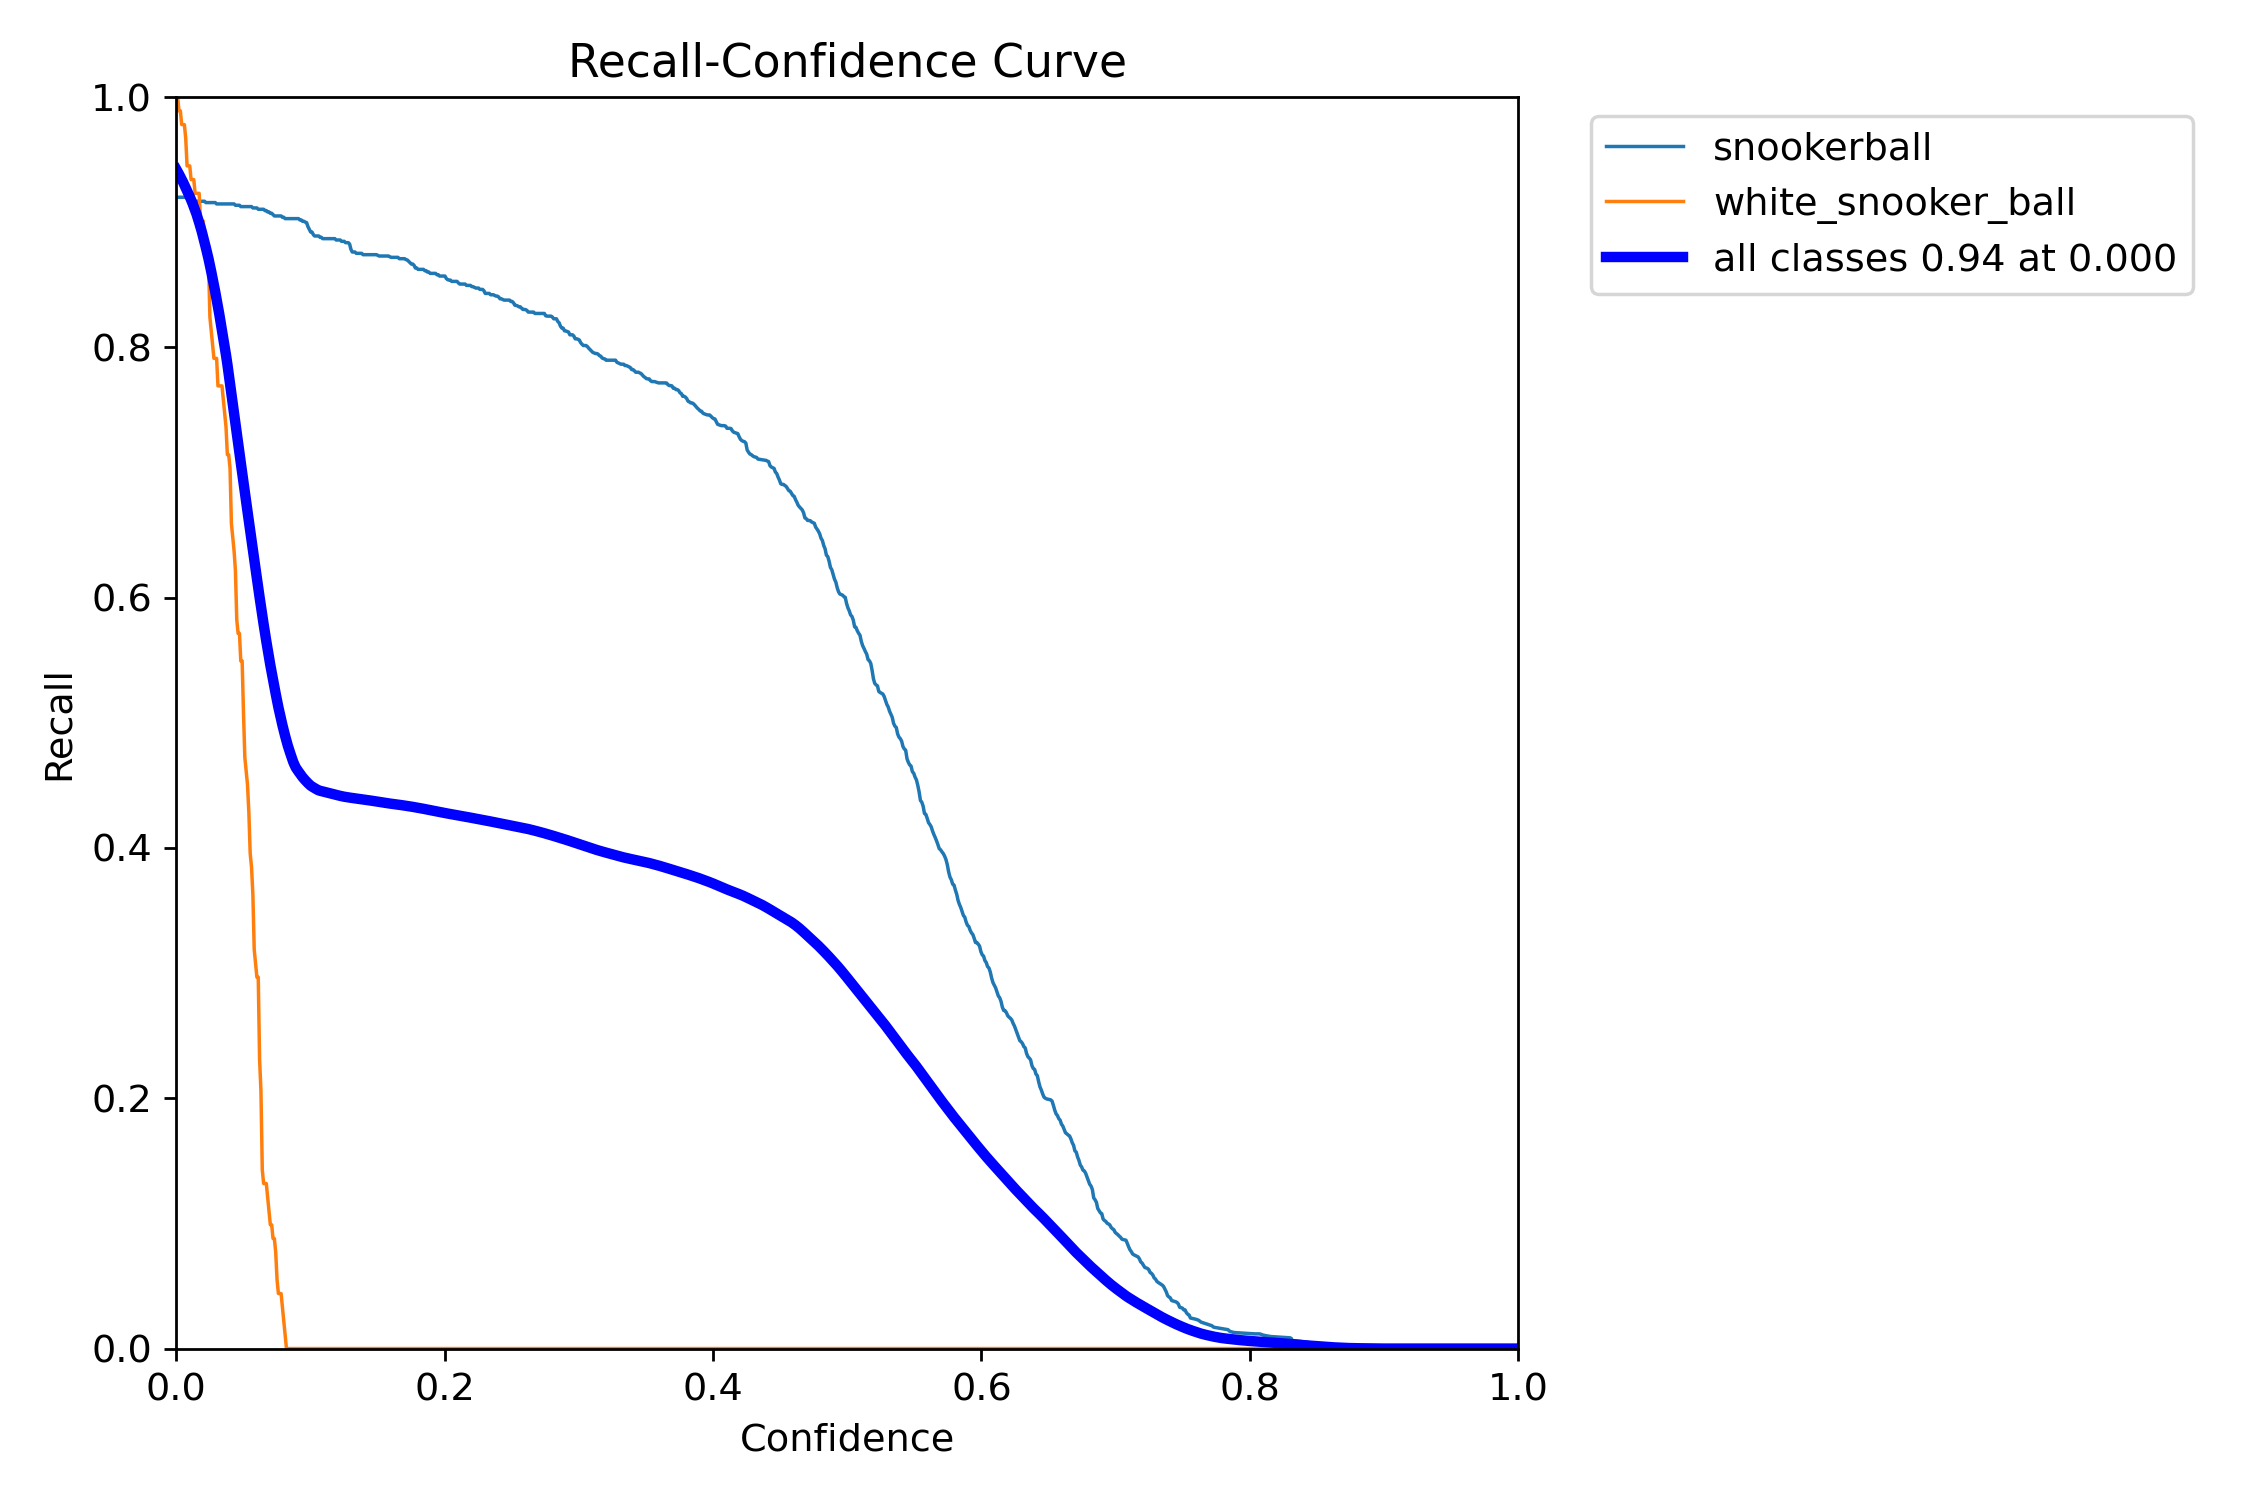 Recall-Confidence Curve
1.0
0.8
0.6
0.4
0.2
0.0
Recall
0.0 0.2 0.4 0.6 0.8 1.0
Confidence
snookerball
white_snooker_ball
all classes 0.94 at 0.000